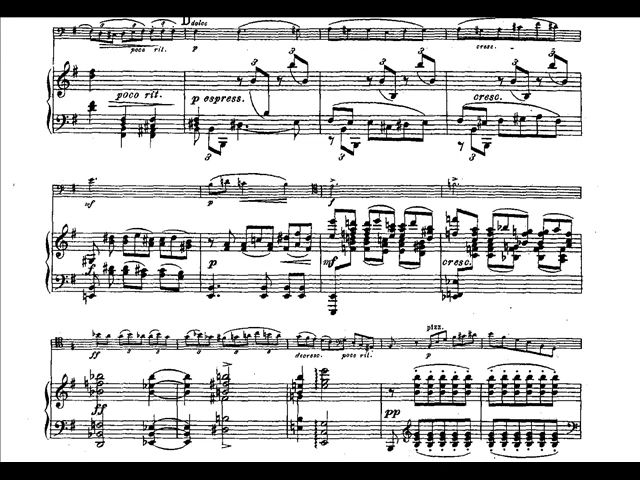 D dolce
poco rit. p cresc.
poco rit. p espress. cresc.
mf p f
f p mf cresc.
pizz.
ff decresc. poco rit. p
ff pp